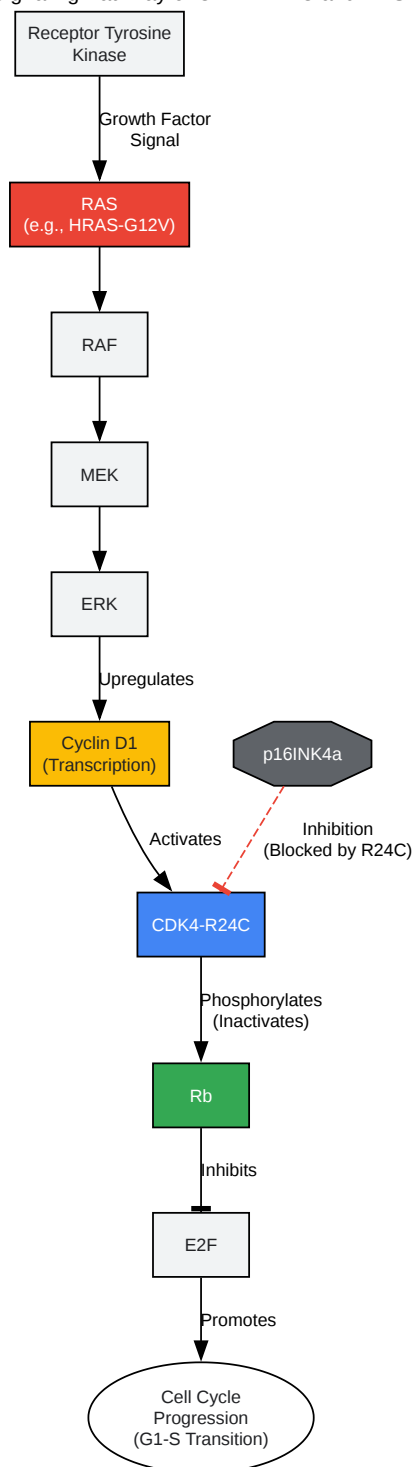 Receptor Tyrosine
Kinase
Growth Factor
Signal
RAS
(e.g., HRAS-G12V)
RAF
MEK
ERK
Upregulates
Cyclin D1
(Transcription)
p16INK4a
Activates
Inhibition
(Blocked by R24C)
CDK4-R24C
Phosphorylates
(Inactivates)
Rb
Inhibits
E2F
Promotes
Cell Cycle
Progression
(G1-S Transition)